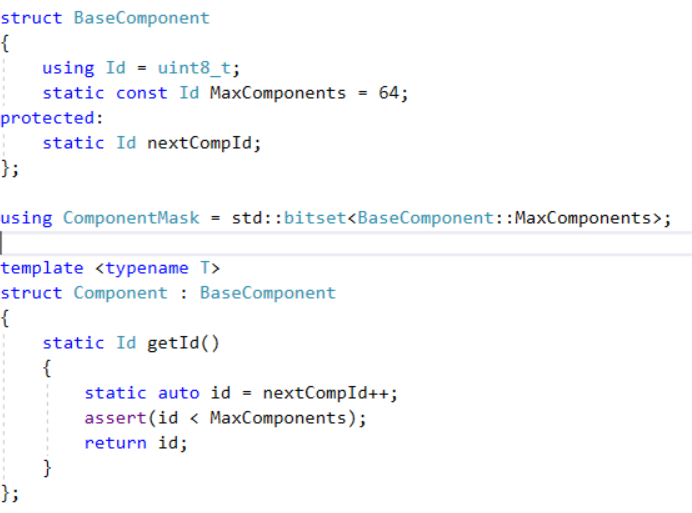 struct BaseComponent
{
    using Id = uint8_t;
    static const Id MaxComponents = 64;
protected:
    static Id nextCompId;
};

using ComponentMask = std::bitset<BaseComponent::MaxComponents>;

template <typename T>
struct Component : BaseComponent
{
    static Id getId()
    {
        static auto id = nextCompId++;
        assert(id < MaxComponents);
        return id;
    }
};